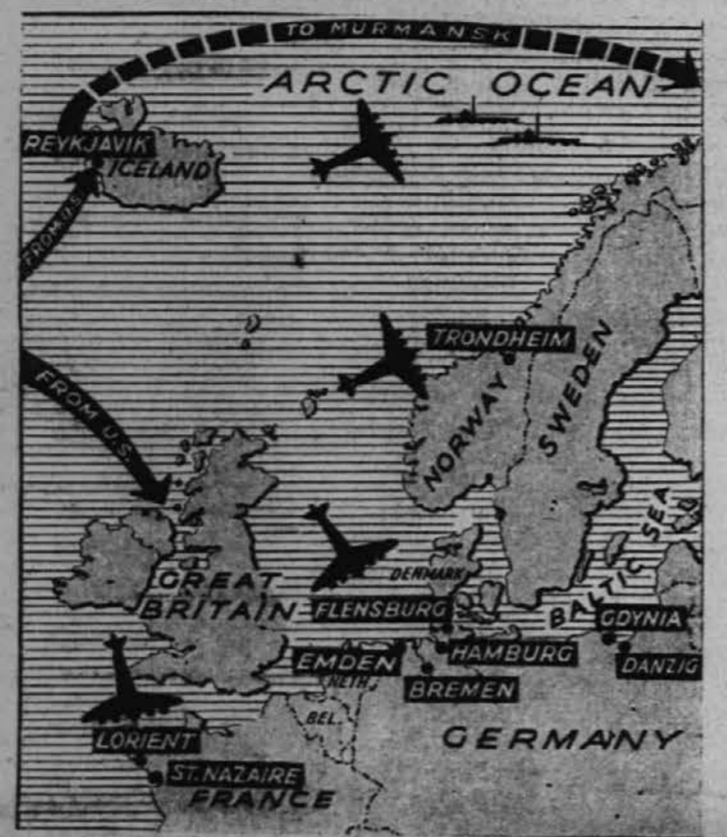 TO MURMANSK
ARCTIC OCEAN
REYKJAVIK
ICELAND
FROM U.S.
TRONDHEIM
FROM U.S.
NORWAY
SWEDEN
BALTIC SEA
DENMARK
GREAT
BRITAIN
FLENSBURG
GDYNIA
EMDEN
HAMBURG
DANZIG
NETH.
BREMEN
BEL.
GERMANY
LORIENT
ST. NAZAIRE
FRANCE